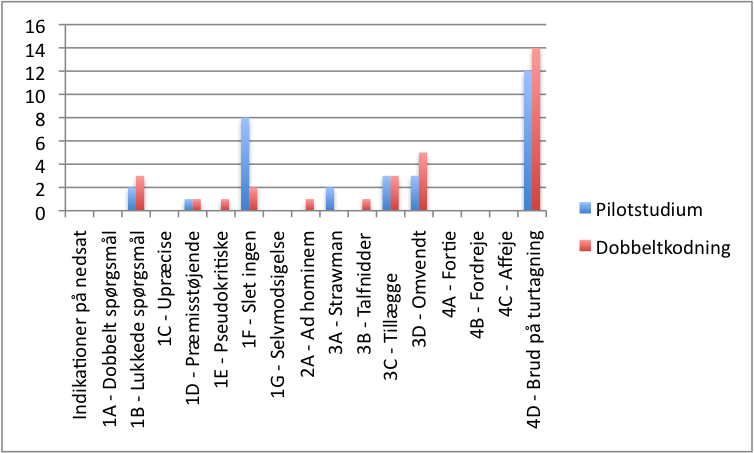 16
14
12
10
8
6
4
2
0
Indikationer på nedsat
1A - Dobbelt spørgsmål
1B - Lukkede spørgsmål
1C - Upræcise
1D - Præmisstøjende
1E - Pseudokritiske
1F - Slet ingen
1G - Selvmodsigelse
2A - Ad hominem
3A - Strawman
3B - Talfnidder
3C - Tillægge
3D - Omvendt
4A - Fortie
4B - Fordreje
4C - Affeje
4D - Brud på turtagning
Pilotstudium
Dobbeltkodning